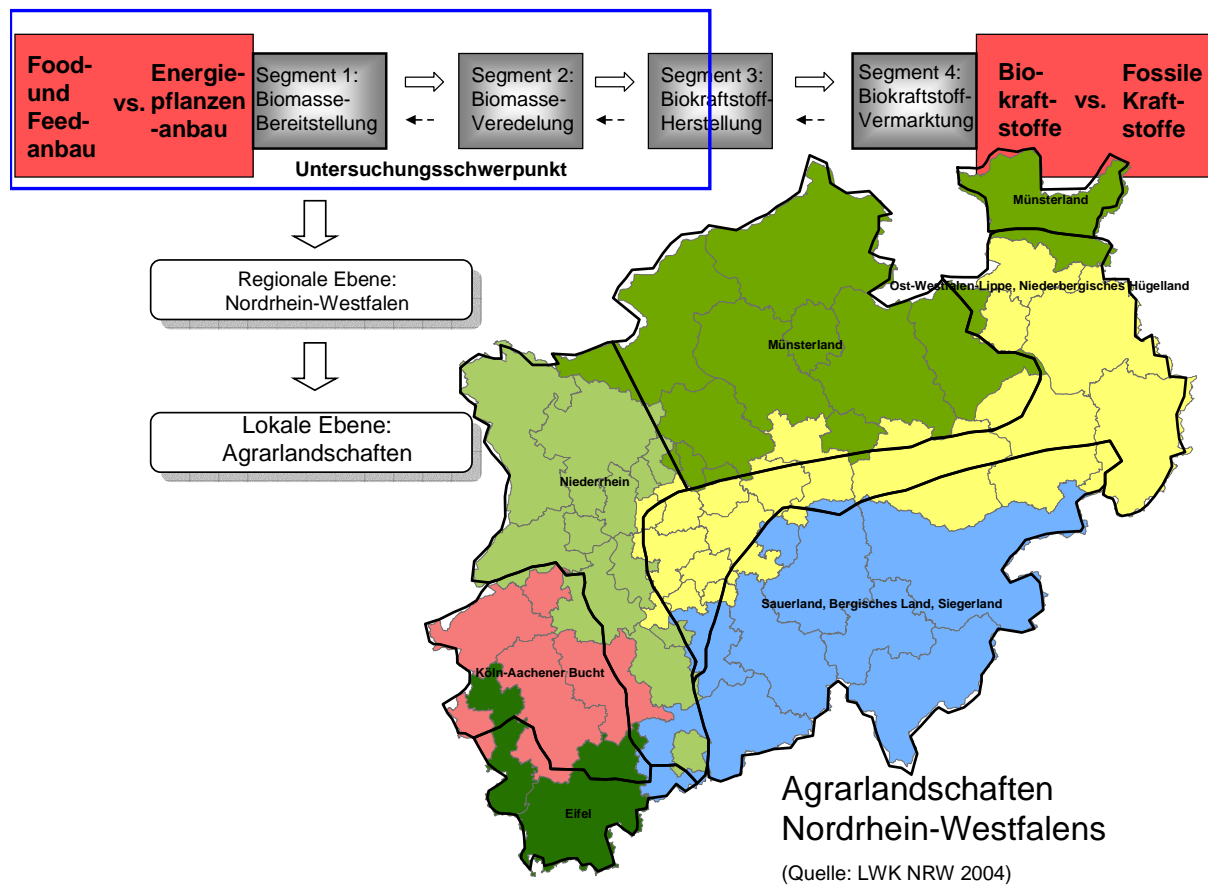 Food-
und
Feed-
anbau
vs.
Energie-
pflanzen
-anbau
Segment 1:
Biomasse-
Bereitstellung
Segment 2:
Biomasse-
Veredelung
Segment 3:
Biokraftstoff-
Herstellung
Segment 4:
Biokraftstoff-
Vermarktung
Bio-
kraft-
stoffe
vs.
Fossile
Kraft-
stoffe
Untersuchungsschwerpunkt
Regionale Ebene:
Nordrhein-Westfalen
Lokale Ebene:
Agrarlandschaften
Münsterland
Ost-Westfalen-Lippe, Niederbergisches Hügelland
Münsterland
Niederrhein
Sauerland, Bergisches Land, Siegerland
Köln-Aachener Bucht
Eifel
Agrarlandschaften
Nordrhein-Westfalens
(Quelle: LWK NRW 2004)